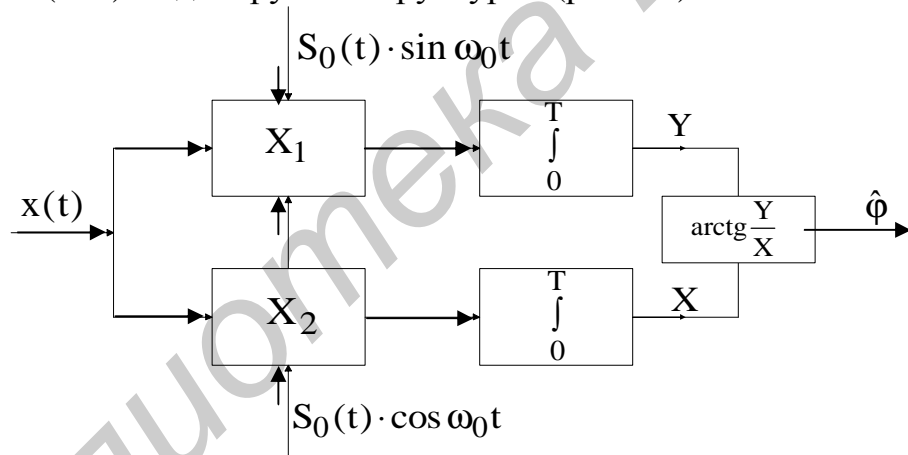 S₀(t)·sin ω₀t
X₁
T
∫
0
Y
x(t)
arctg Y/X
φ̂
X₂
T
∫
0
X
S₀(t)·cos ω₀t